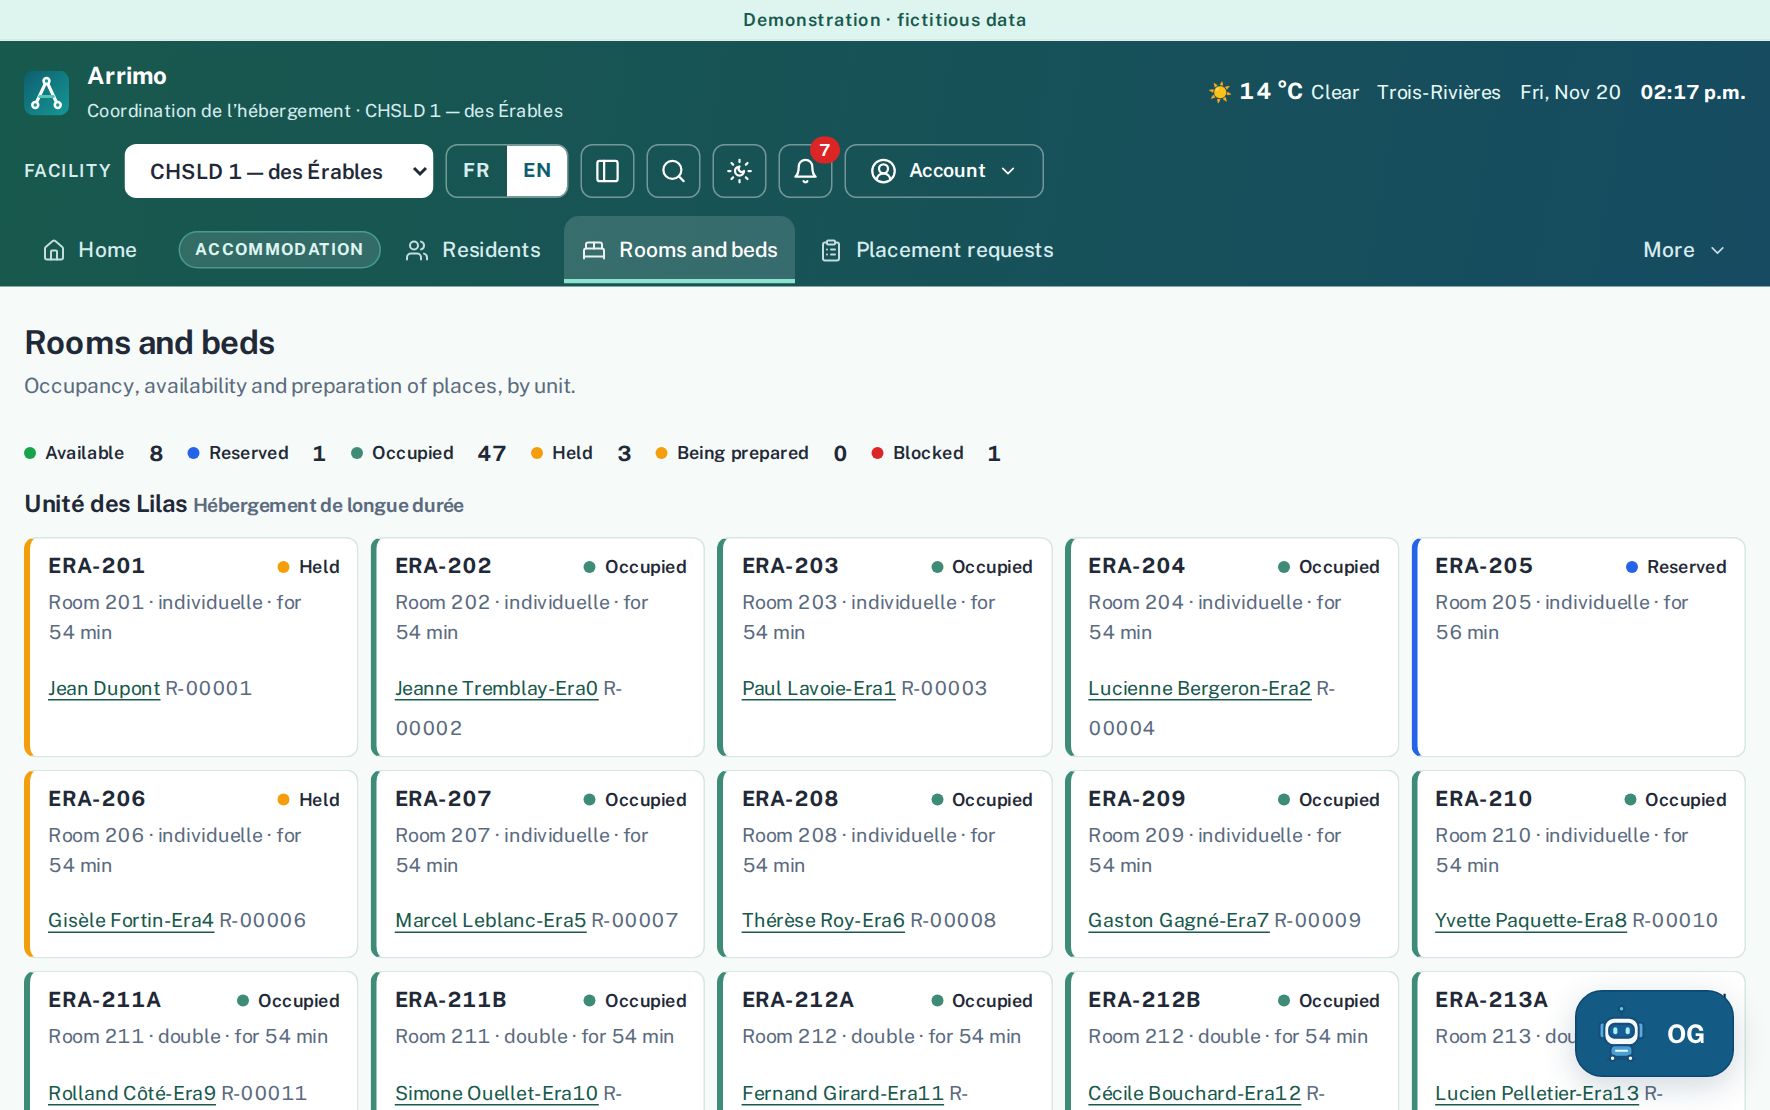 Demonstration · fictitious data
Arrimo
Coordination de l'hébergement · CHSLD 1 — des Érables
14 °C Clear Trois-Rivières Fri, Nov 20 02:17 p.m.
FACILITY CHSLD 1 — des Érables FR EN 7 Account
Home ACCOMMODATION Residents Rooms and beds Placement requests More
Rooms and beds
Occupancy, availability and preparation of places, by unit.
Available 8 Reserved 1 Occupied 47 Held 3 Being prepared 0 Blocked 1
Unité des Lilas Hébergement de longue durée
ERA-201 Held
Room 201 · individuelle · for
54 min
Jean Dupont R-00001
ERA-202 Occupied
Room 202 · individuelle · for
54 min
Jeanne Tremblay-Era0 R-
00002
ERA-203 Occupied
Room 203 · individuelle · for
54 min
Paul Lavoie-Era1 R-00003
ERA-204 Occupied
Room 204 · individuelle · for
54 min
Lucienne Bergeron-Era2 R-
00004
ERA-205 Reserved
Room 205 · individuelle · for
56 min
ERA-206 Held
Room 206 · individuelle · for
54 min
Gisèle Fortin-Era4 R-00006
ERA-207 Occupied
Room 207 · individuelle · for
54 min
Marcel Leblanc-Era5 R-00007
ERA-208 Occupied
Room 208 · individuelle · for
54 min
Thérèse Roy-Era6 R-00008
ERA-209 Occupied
Room 209 · individuelle · for
54 min
Gaston Gagné-Era7 R-00009
ERA-210 Occupied
Room 210 · individuelle · for
54 min
Yvette Paquette-Era8 R-00010
ERA-211A Occupied
Room 211 · double · for 54 min
Rolland Côté-Era9 R-00011
ERA-211B Occupied
Room 211 · double · for 54 min
Simone Ouellet-Era10 R-
ERA-212A Occupied
Room 212 · double · for 54 min
Fernand Girard-Era11 R-
ERA-212B Occupied
Room 212 · double · for 54 min
Cécile Bouchard-Era12 R-
ERA-213A
Room 213
Lucien Pelletier-Era13 R-
OG